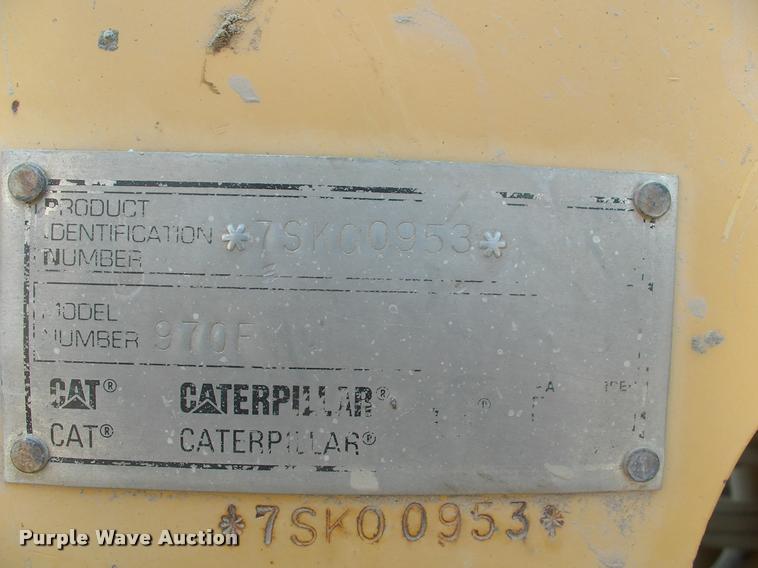 PRODUCT
IDENTIFICATION
NUMBER
*7SK00953*
MODEL
NUMBER 970F
CAT® CATERPILLAR®
CAT® CATERPILLAR®
*7SK00953*
Purple Wave Auction